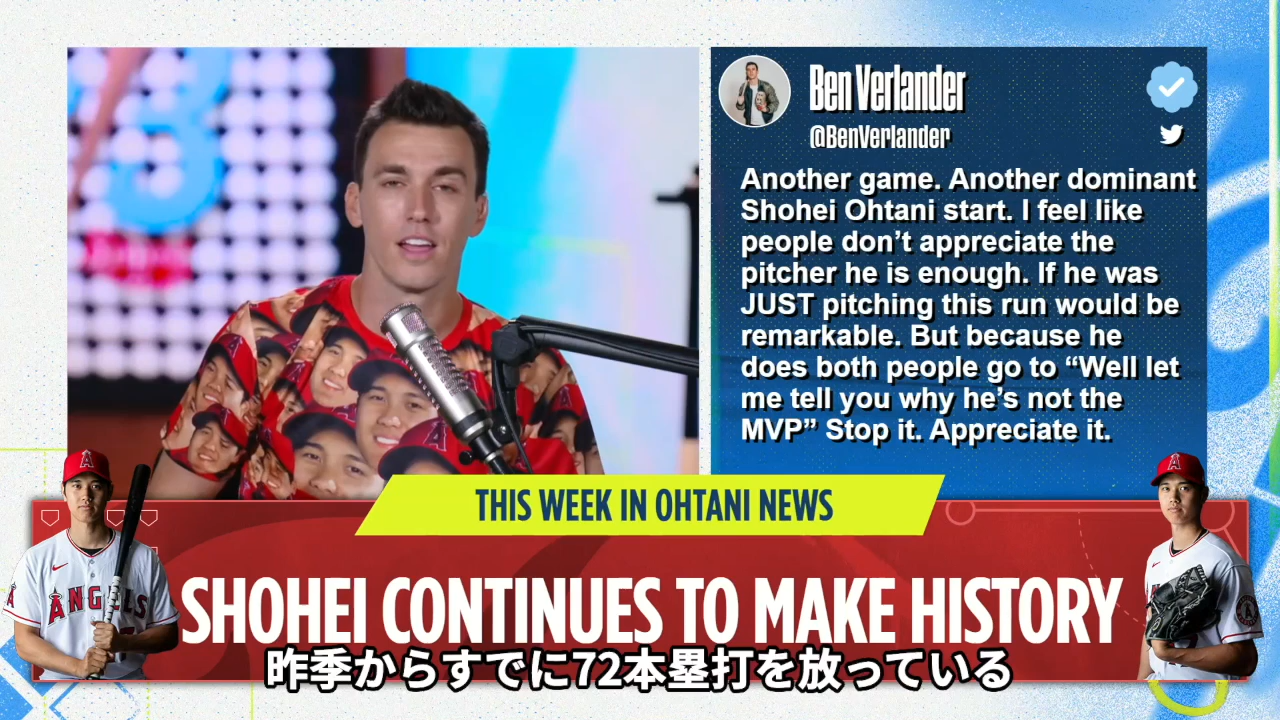 Ben Verlander
@BenVerlander
Another game. Another dominant
Shohei Ohtani start. I feel like
people don’t appreciate the
pitcher he is enough. If he was
JUST pitching this run would be
remarkable. But because he
does both people go to “Well let
me tell you why he’s not the
MVP” Stop it. Appreciate it.
THIS WEEK IN OHTANI NEWS
SHOHEI CONTINUES TO MAKE HISTORY
昨季からすでに72本塁打を放っている